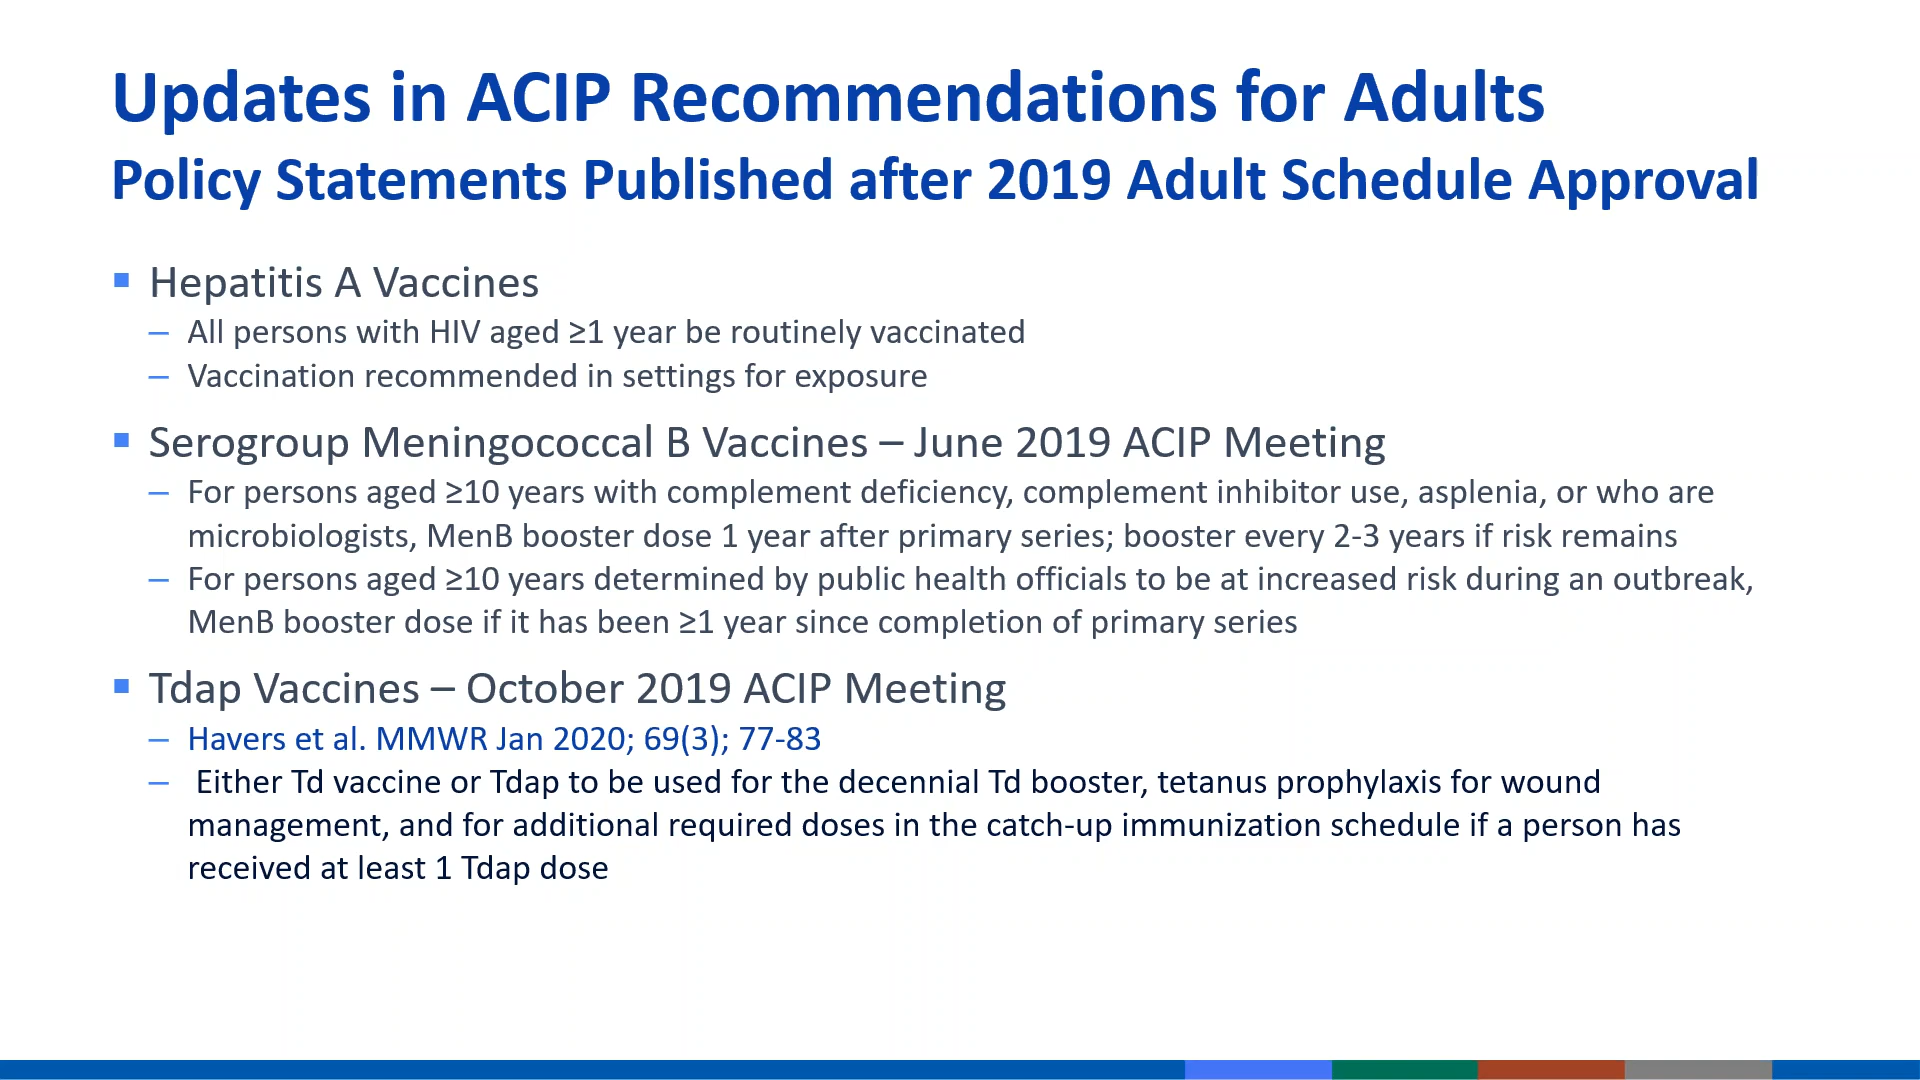 Updates in ACIP Recommendations for Adults
Policy Statements Published after 2019 Adult Schedule Approval
▪ Hepatitis A Vaccines
– All persons with HIV aged ≥1 year be routinely vaccinated
– Vaccination recommended in settings for exposure
▪ Serogroup Meningococcal B Vaccines – June 2019 ACIP Meeting
– For persons aged ≥10 years with complement deficiency, complement inhibitor use, asplenia, or who are
microbiologists, MenB booster dose 1 year after primary series; booster every 2-3 years if risk remains
– For persons aged ≥10 years determined by public health officials to be at increased risk during an outbreak,
MenB booster dose if it has been ≥1 year since completion of primary series
▪ Tdap Vaccines – October 2019 ACIP Meeting
– Havers et al. MMWR Jan 2020; 69(3); 77-83
– Either Td vaccine or Tdap to be used for the decennial Td booster, tetanus prophylaxis for wound
management, and for additional required doses in the catch-up immunization schedule if a person has
received at least 1 Tdap dose